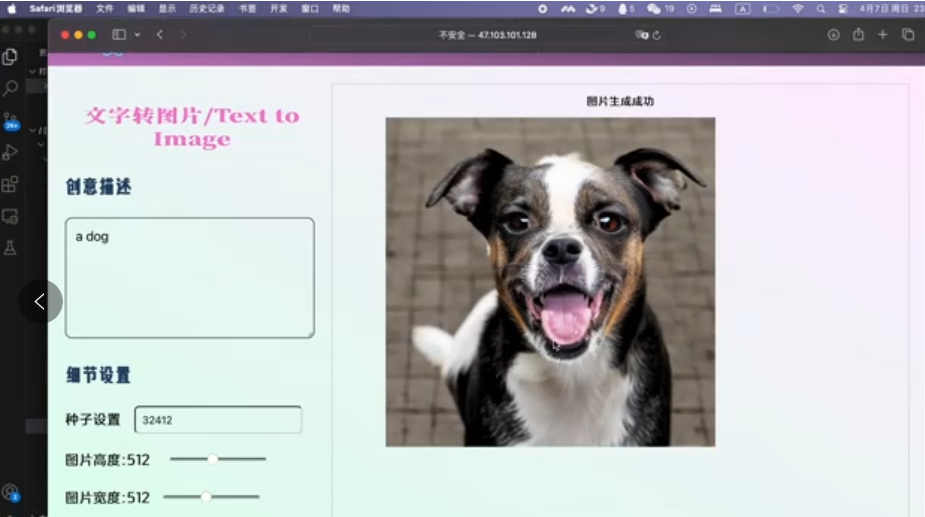 Safari浏览器 文件 编辑 显示 历史记录 书签 开发 窗口 帮助
9 5 19 A 4月7日 周日 23
不安全 — 47.103.101.128
图片生成成功
文字转图片/Text to
Image
创意描述
a dog
细节设置
种子设置 32412
图片高度:512
图片宽度:512